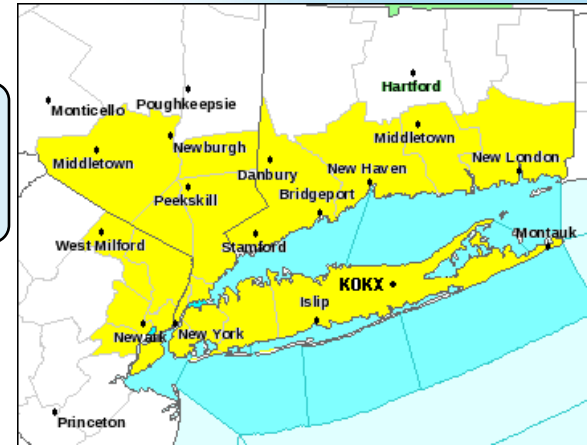 Hartford
Monticello
Poughkeepsie
Newburgh
Middletown
Middletown
Danbury
New Haven
New London
Peekskill
Bridgeport
West Milford
Stamford
Montauk
KOKX
Islip
Newark
New York
Princeton